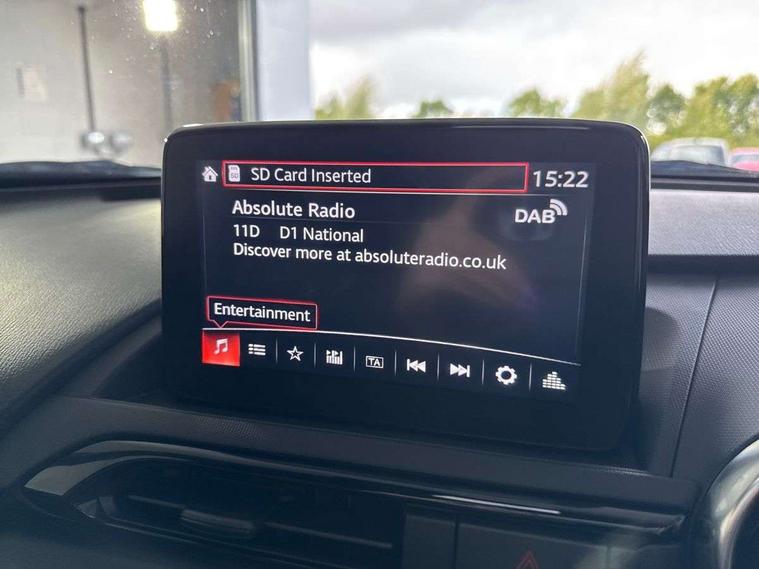 SD Card Inserted
15:22
Absolute Radio
DAB
11D D1 National
Discover more at absoluteradio.co.uk
Entertainment
TA